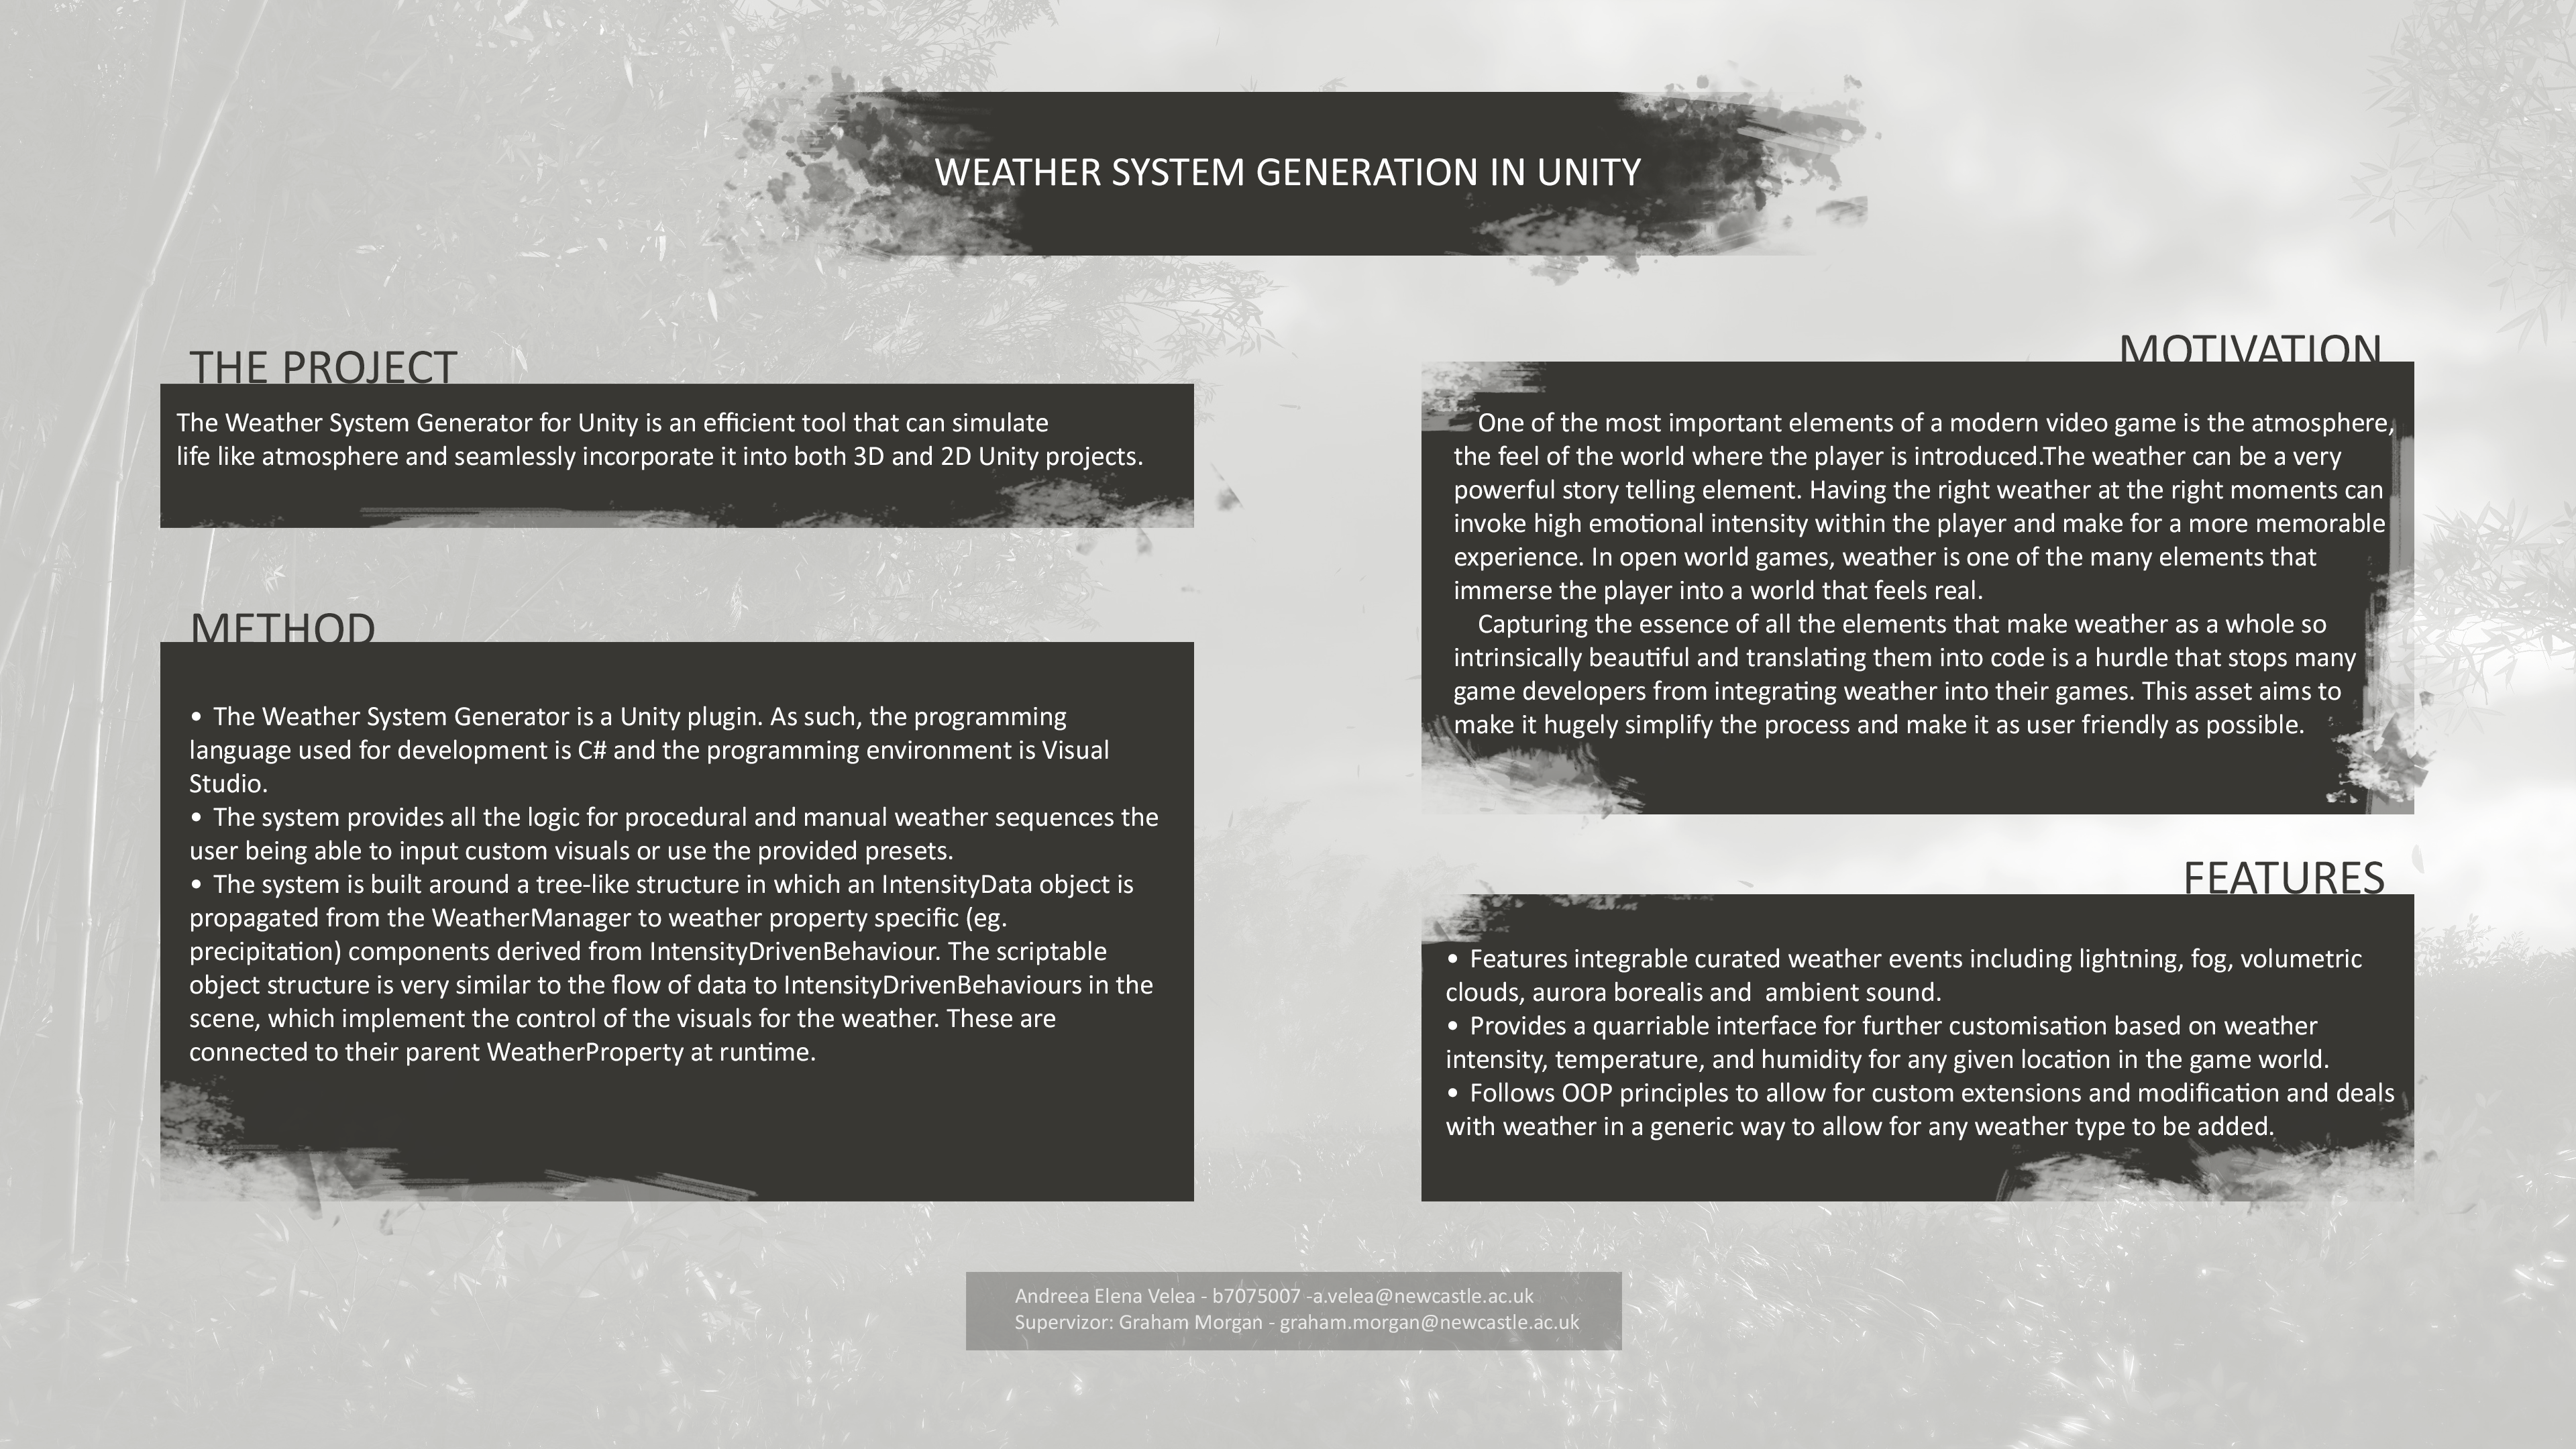 WEATHER SYSTEM GENERATION IN UNITY
THE PROJECT
The Weather System Generator for Unity is an efficient tool that can simulate
life like atmosphere and seamlessly incorporate it into both 3D and 2D Unity projects.
METHOD
• The Weather System Generator is a Unity plugin. As such, the programming
language used for development is C# and the programming environment is Visual
Studio.
• The system provides all the logic for procedural and manual weather sequences the
user being able to input custom visuals or use the provided presets.
• The system is built around a tree-like structure in which an IntensityData object is
propagated from the WeatherManager to weather property specific (eg.
precipitation) components derived from IntensityDrivenBehaviour. The scriptable
object structure is very similar to the flow of data to IntensityDrivenBehaviours in the
scene, which implement the control of the visuals for the weather. These are
connected to their parent WeatherProperty at runtime.
MOTIVATION
One of the most important elements of a modern video game is the atmosphere,
the feel of the world where the player is introduced.The weather can be a very
powerful story telling element. Having the right weather at the right moments can
invoke high emotional intensity within the player and make for a more memorable
experience. In open world games, weather is one of the many elements that
immerse the player into a world that feels real.
Capturing the essence of all the elements that make weather as a whole so
intrinsically beautiful and translating them into code is a hurdle that stops many
game developers from integrating weather into their games. This asset aims to
make it hugely simplify the process and make it as user friendly as possible.
FEATURES
• Features integrable curated weather events including lightning, fog, volumetric
clouds, aurora borealis and  ambient sound.
• Provides a quarriable interface for further customisation based on weather
intensity, temperature, and humidity for any given location in the game world.
• Follows OOP principles to allow for custom extensions and modification and deals
with weather in a generic way to allow for any weather type to be added.
Andreea Elena Velea - b7075007 -a.velea@newcastle.ac.uk
Supervizor: Graham Morgan - graham.morgan@newcastle.ac.uk